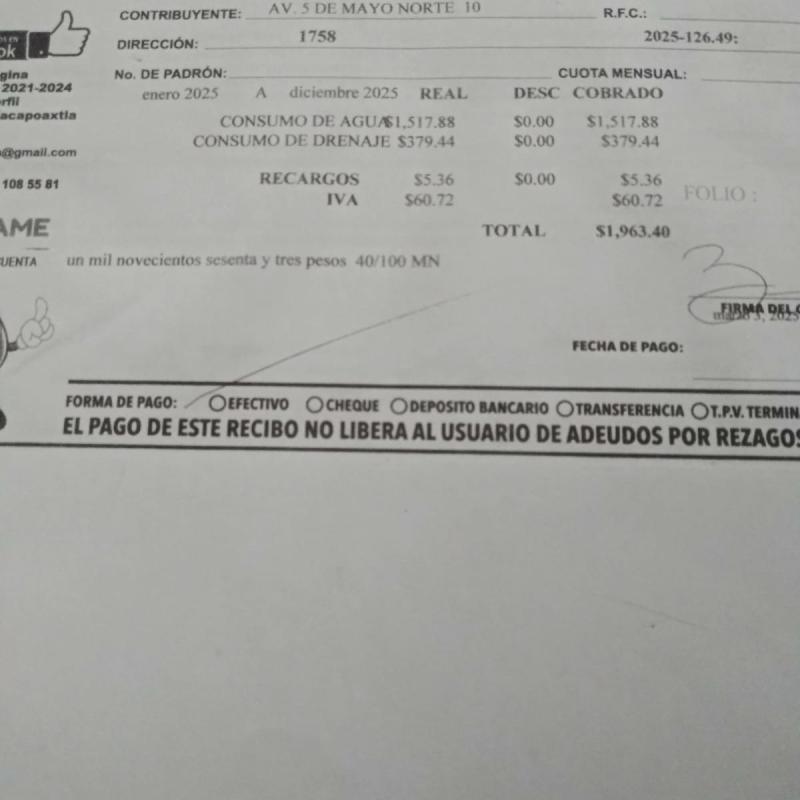 CONTRIBUYENTE: AV. 5 DE MAYO NORTE 10 R.F.C.:
DIRECCIÓN: 1758 2025-126.49:
No. DE PADRÓN: CUOTA MENSUAL:
enero 2025 A diciembre 2025 REAL DESC COBRADO
CONSUMO DE AGUA $1,517.88 $0.00 $1,517.88
CONSUMO DE DRENAJE $379.44 $0.00 $379.44
RECARGOS $5.36 $0.00 $5.36
IVA $60.72 $60.72
FOLIO :
TOTAL $1,963.40
un mil novecientos sesenta y tres pesos 40/100 MN
ok
gina
2021-2024
rfil
acapoaxtla
@gmail.com
108 55 81
AME
UENTA
FIRMA DEL
2025
FECHA DE PAGO:
FORMA DE PAGO: EFECTIVO CHEQUE DEPOSITO BANCARIO TRANSFERENCIA T.P.V. TERMIN
EL PAGO DE ESTE RECIBO NO LIBERA AL USUARIO DE ADEUDOS POR REZAGOS